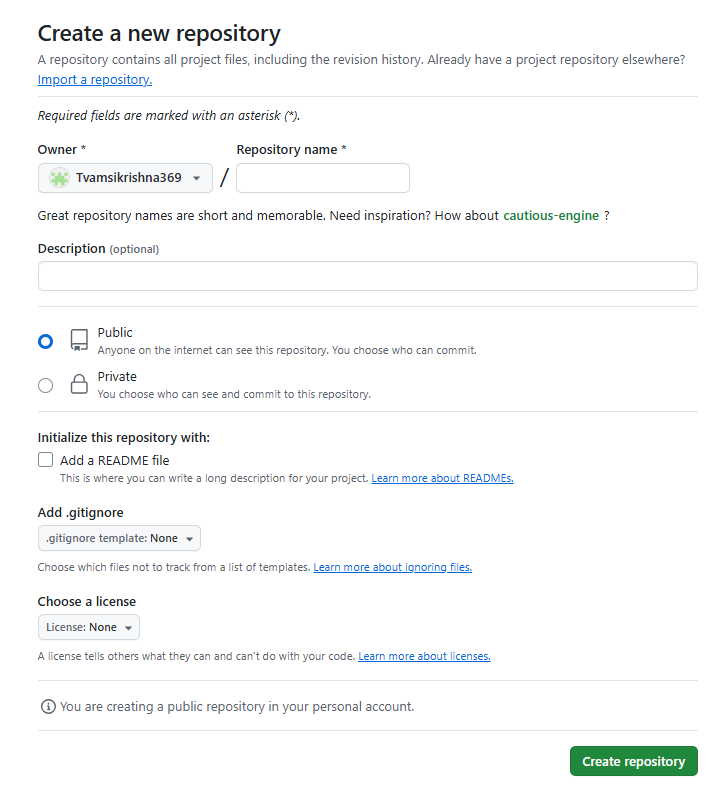 Create a new repository
A repository contains all project files, including the revision history. Already have a project repository elsewhere?
Import a repository.
Required fields are marked with an asterisk (*).
Owner *
Repository name *
Tvamsikrishna369
/
Great repository names are short and memorable. Need inspiration? How about cautious-engine ?
Description (optional)
Public
Anyone on the internet can see this repository. You choose who can commit.
Private
You choose who can see and commit to this repository.
Initialize this repository with:
Add a README file
This is where you can write a long description for your project. Learn more about READMEs.
Add .gitignore
.gitignore template: None
Choose which files not to track from a list of templates. Learn more about ignoring files.
Choose a license
License: None
A license tells others what they can and can't do with your code. Learn more about licenses.
You are creating a public repository in your personal account.
Create repository